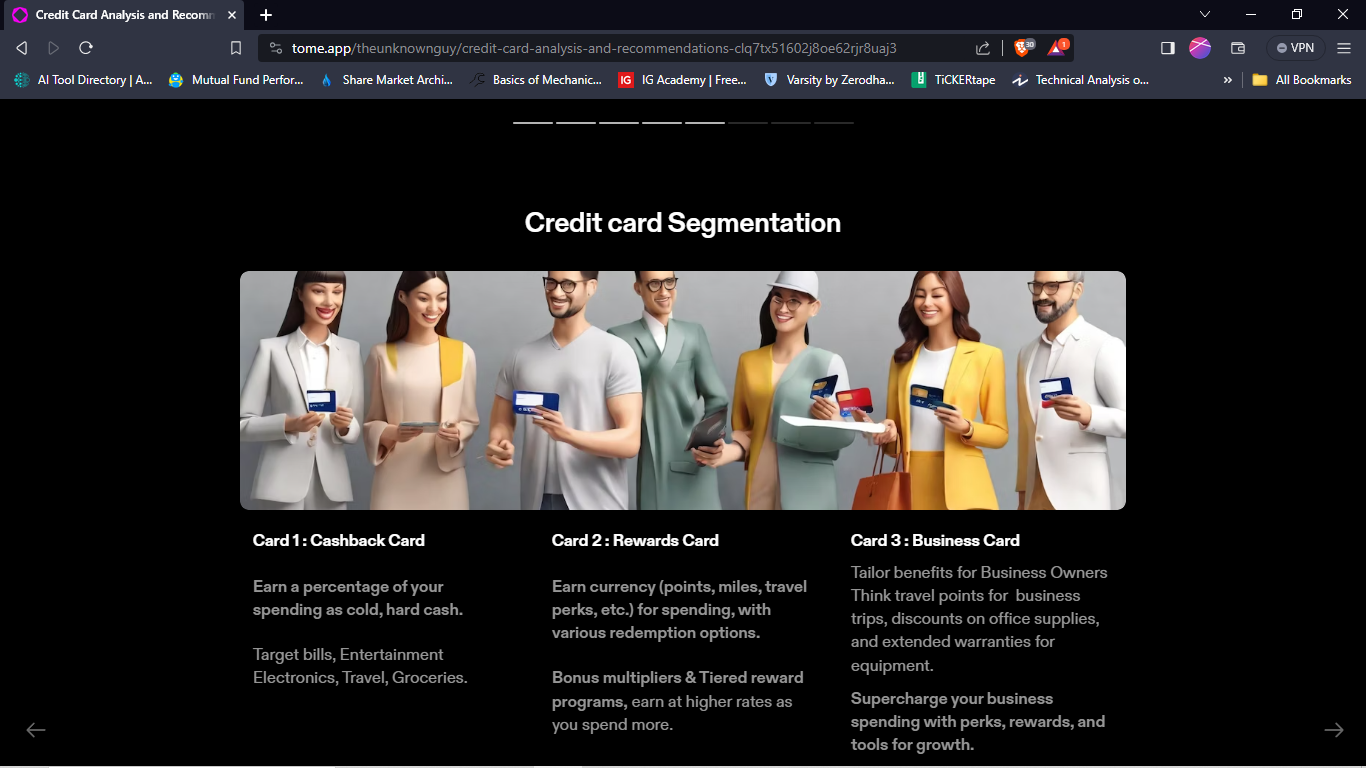 Credit Card Analysis and Recomm
tome.app/theunknownguy/credit-card-analysis-and-recommendations-clq7tx51602j8oe62rjr8uaj3
30
1
VPN
AI Tool Directory | A...
Mutual Fund Perfor...
Share Market Archi...
Basics of Mechanic...
IG
IG Academy | Free...
Varsity by Zerodha...
TiCKERtape
Technical Analysis o...
»
All Bookmarks
Credit card Segmentation
Card 1 : Cashback Card
Earn a percentage of your
spending as cold, hard cash.
Target bills, Entertainment
Electronics, Travel, Groceries.
Card 2 : Rewards Card
Earn currency (points, miles, travel
perks, etc.) for spending, with
various redemption options.
Bonus multipliers & Tiered reward
programs, earn at higher rates as
you spend more.
Card 3 : Business Card
Tailor benefits for Business Owners
Think travel points for business
trips, discounts on office supplies,
and extended warranties for
equipment.
Supercharge your business
spending with perks, rewards, and
tools for growth.